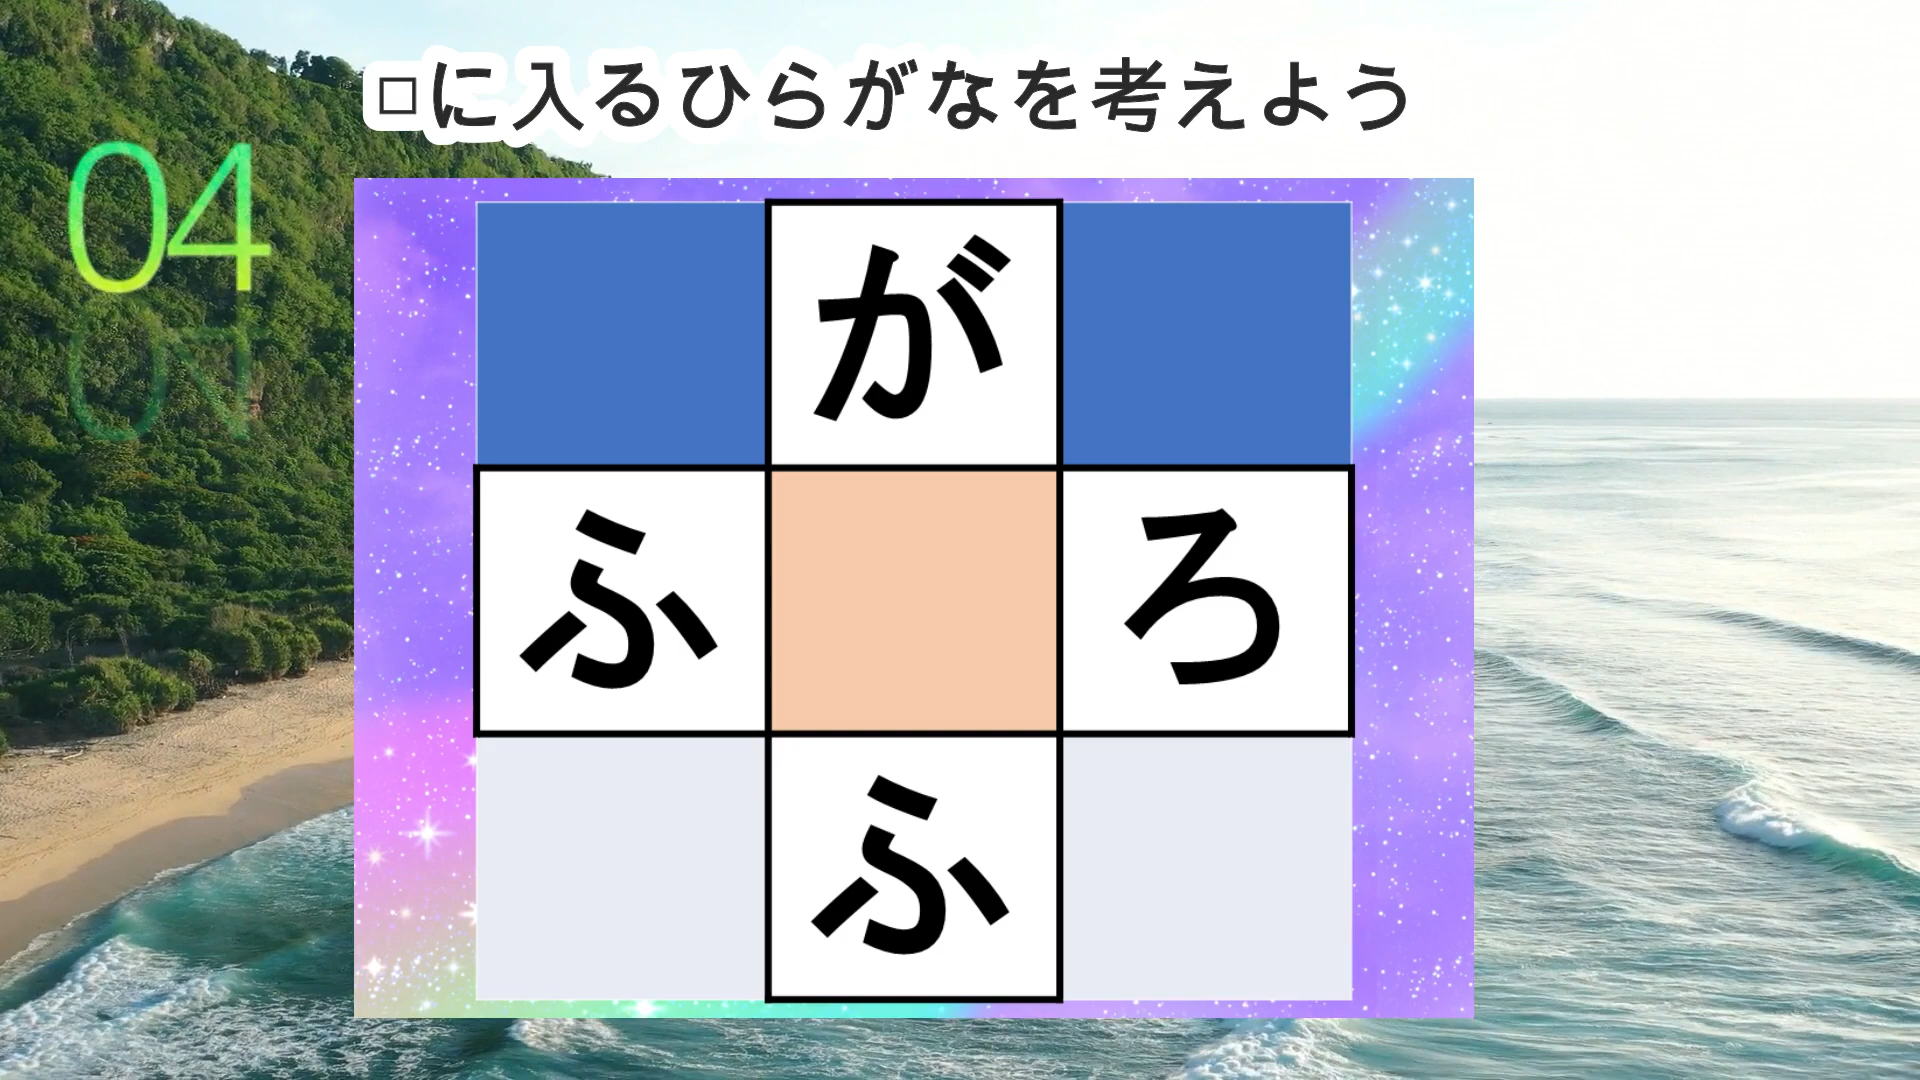 □に入るひらがなを考えよう
04
が
ふ ろ
ふ